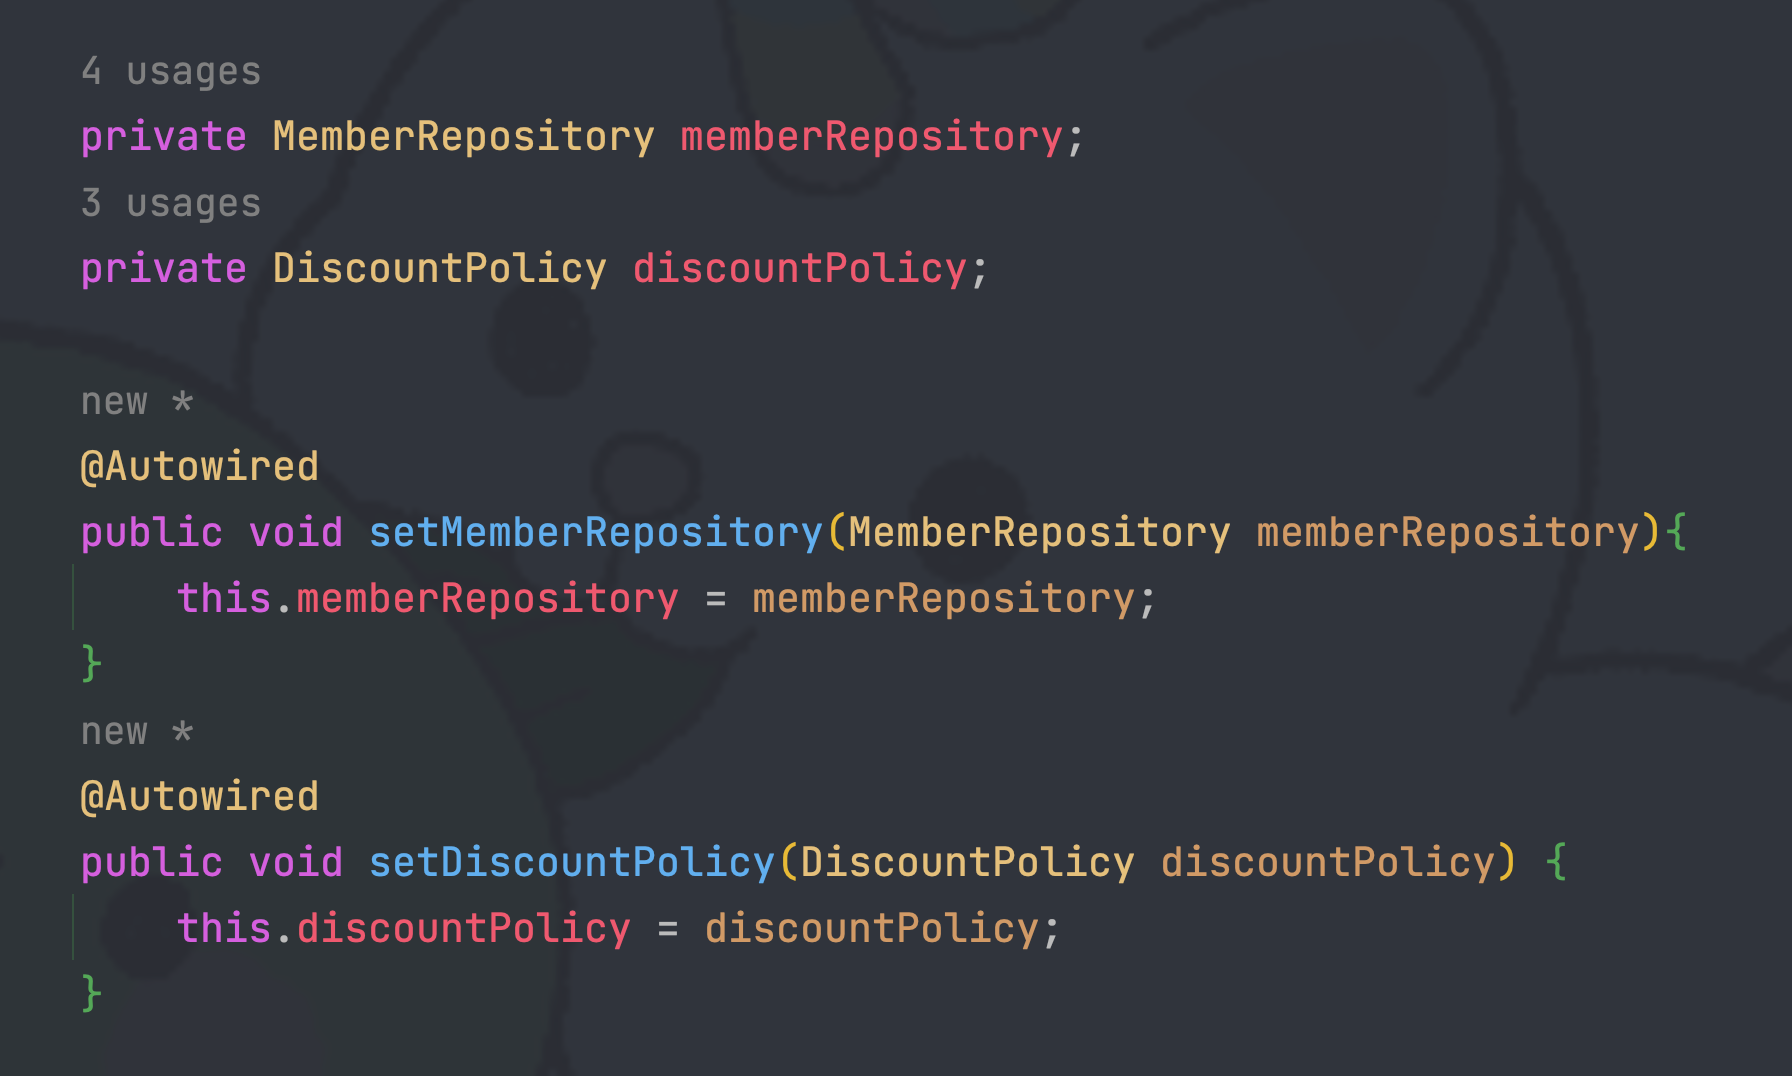 4 usages
private MemberRepository memberRepository;
3 usages
private DiscountPolicy discountPolicy;
new *
@Autowired
public void setMemberRepository(MemberRepository memberRepository){
    this.memberRepository = memberRepository;
}
new *
@Autowired
public void setDiscountPolicy(DiscountPolicy discountPolicy) {
    this.discountPolicy = discountPolicy;
}